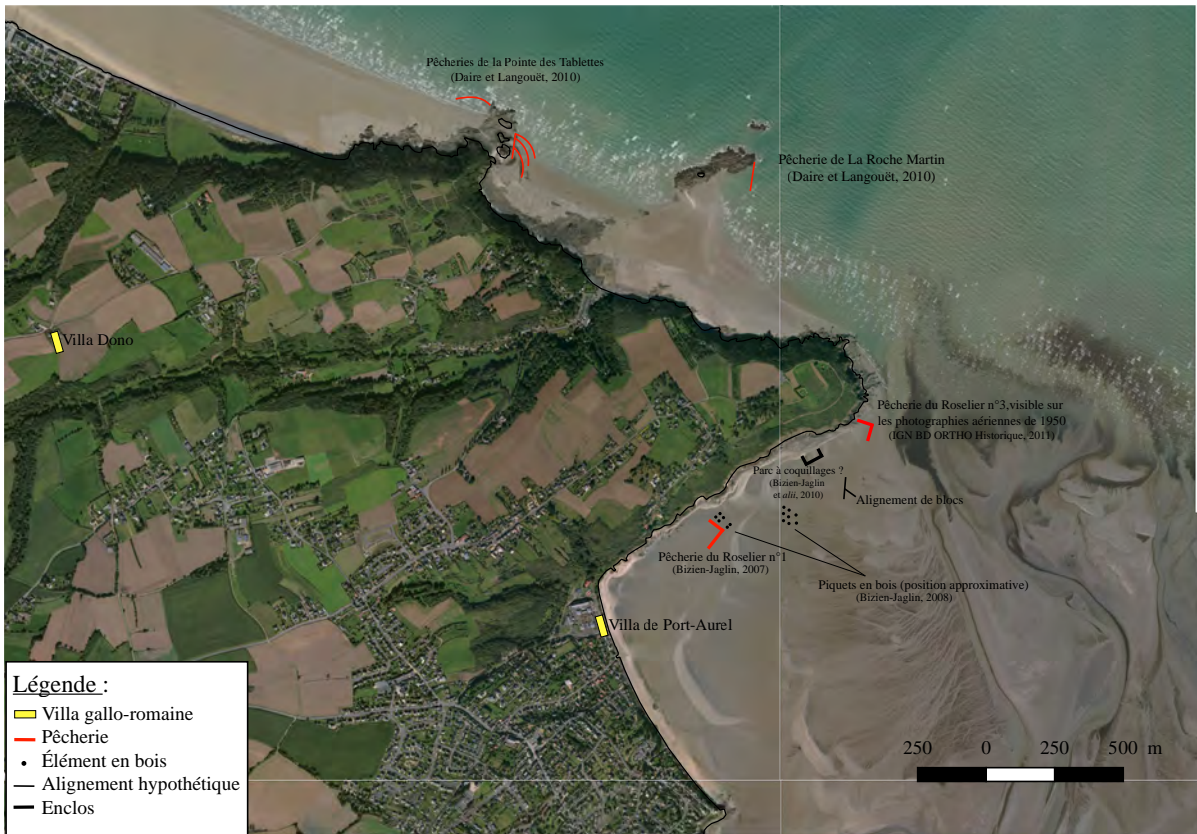 Pêcheries de la Pointe des Tablettes
(Daire et Langouët, 2010)
Pêcherie de La Roche Martin
(Daire et Langouët, 2010)
Villa Dono
Pêcherie du Roselier n°3,visible sur
les photographies aériennes de 1950
(IGN BD ORTHO Historique, 2011)
Parc à coquillages ?
(Bizien-Jaglin
et alii, 2010)
Alignement de blocs
Pêcherie du Roselier n°1
(Bizien-Jaglin, 2007)
Piquets en bois (position approximative)
(Bizien-Jaglin, 2008)
Villa de Port-Aurel
Légende :
Villa gallo-romaine
Pêcherie
Élément en bois
Alignement hypothétique
Enclos
250 0 250 500 m